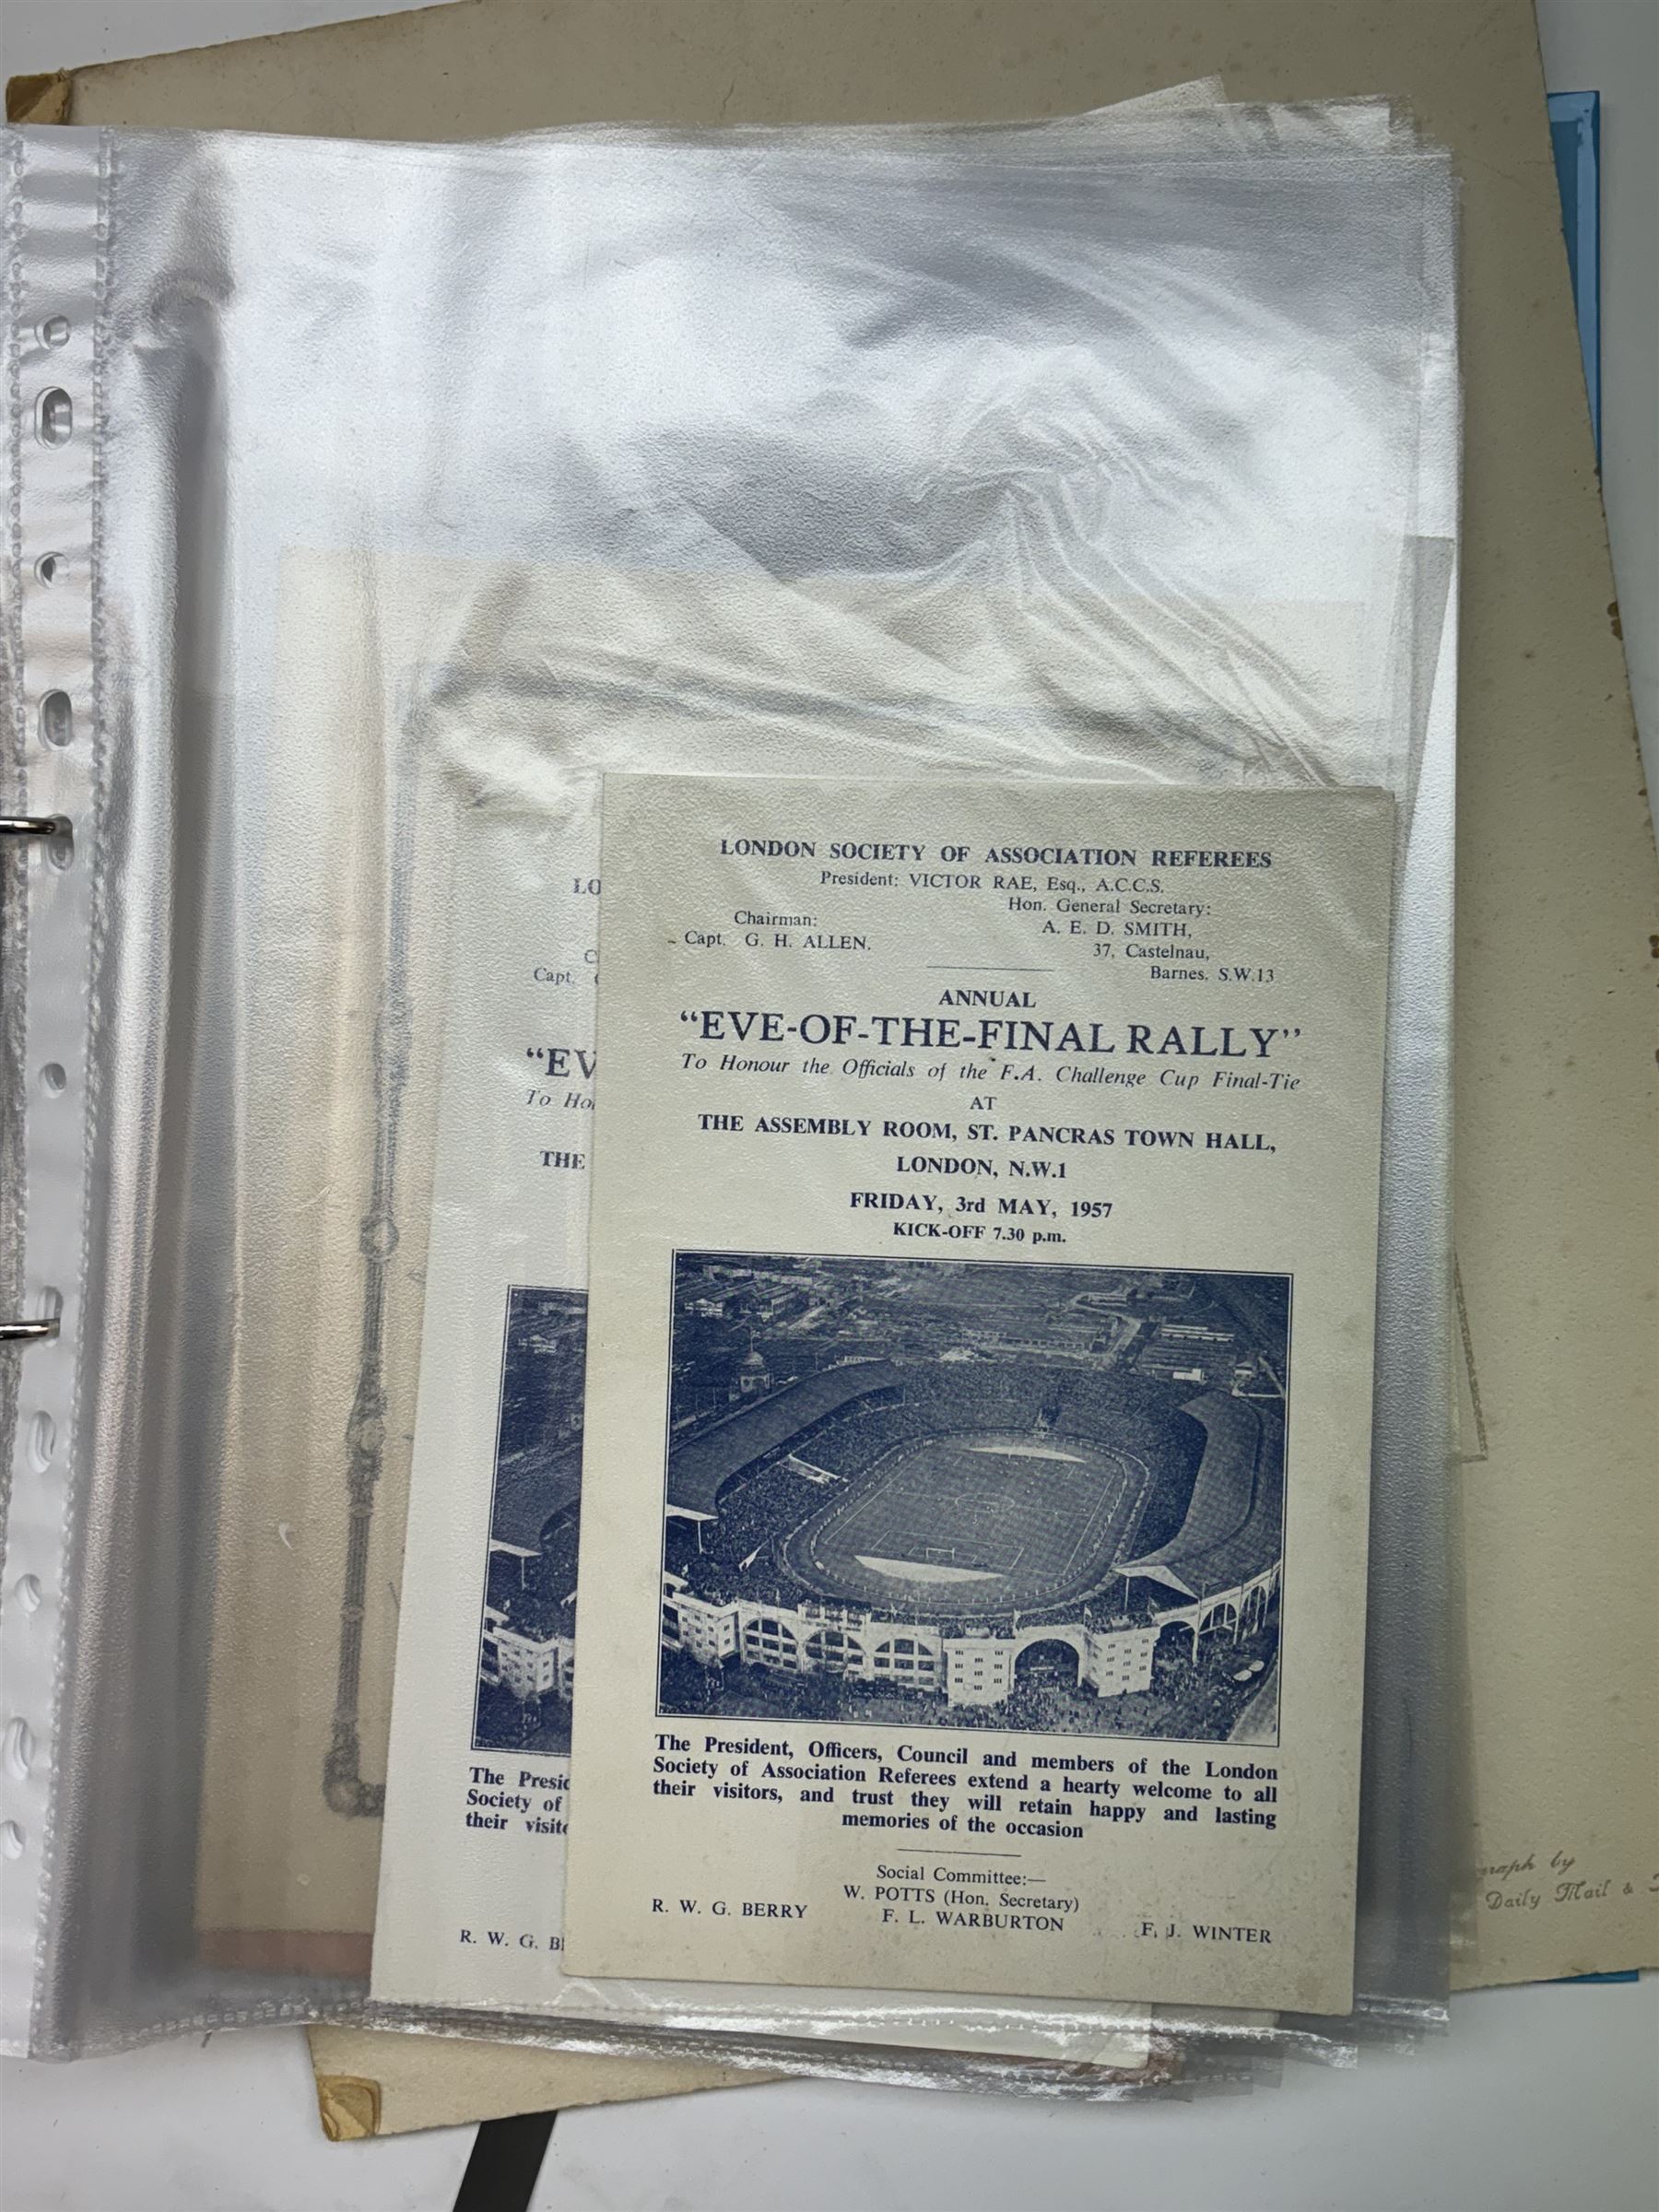 LONDON SOCIETY OF ASSOCIATION REFEREES
President: VICTOR RAE, Esq., A.C.C.S.
Hon. General Secretary:
Chairman:
A. E. D. SMITH,
Capt. G. H. ALLEN.
37, Castelnau,
Barnes, S.W.13
ANNUAL
“EVE-OF-THE-FINAL RALLY”
To Honour the Officials of the F.A. Challenge Cup Final-Tie
AT
THE ASSEMBLY ROOM, ST. PANCRAS TOWN HALL,
LONDON, N.W.1
FRIDAY, 3rd MAY, 1957
KICK-OFF 7.30 p.m.
The President, Officers, Council and members of the London
Society of Association Referees extend a hearty welcome to all
their visitors, and trust they will retain happy and lasting
memories of the occasion
Social Committee:—
W. POTTS (Hon. Secretary)
R. W. G. BERRY
F. L. WARBURTON
F. J. WINTER
LO
C
Capt.
“EV
To Ho
THE
The Presid
Society of
their visito
R. W. G. B
raph by
Daily Mail &